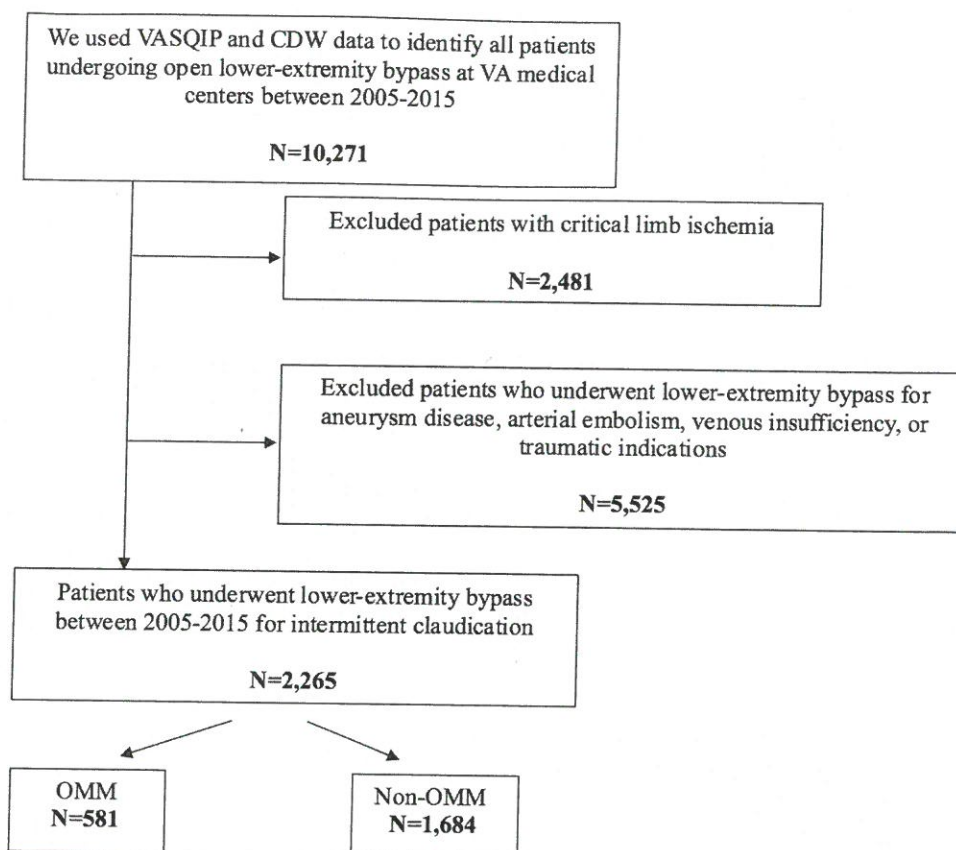 We used VASQIP and CDW data to identify all patients
undergoing open lower-extremity bypass at VA medical
centers between 2005-2015
N=10,271
Excluded patients with critical limb ischemia
N=2,481
Excluded patients who underwent lower-extremity bypass for
aneurysm disease, arterial embolism, venous insufficiency, or
traumatic indications
N=5,525
Patients who underwent lower-extremity bypass
between 2005-2015 for intermittent claudication
N=2,265
OMM
N=581
Non-OMM
N=1,684